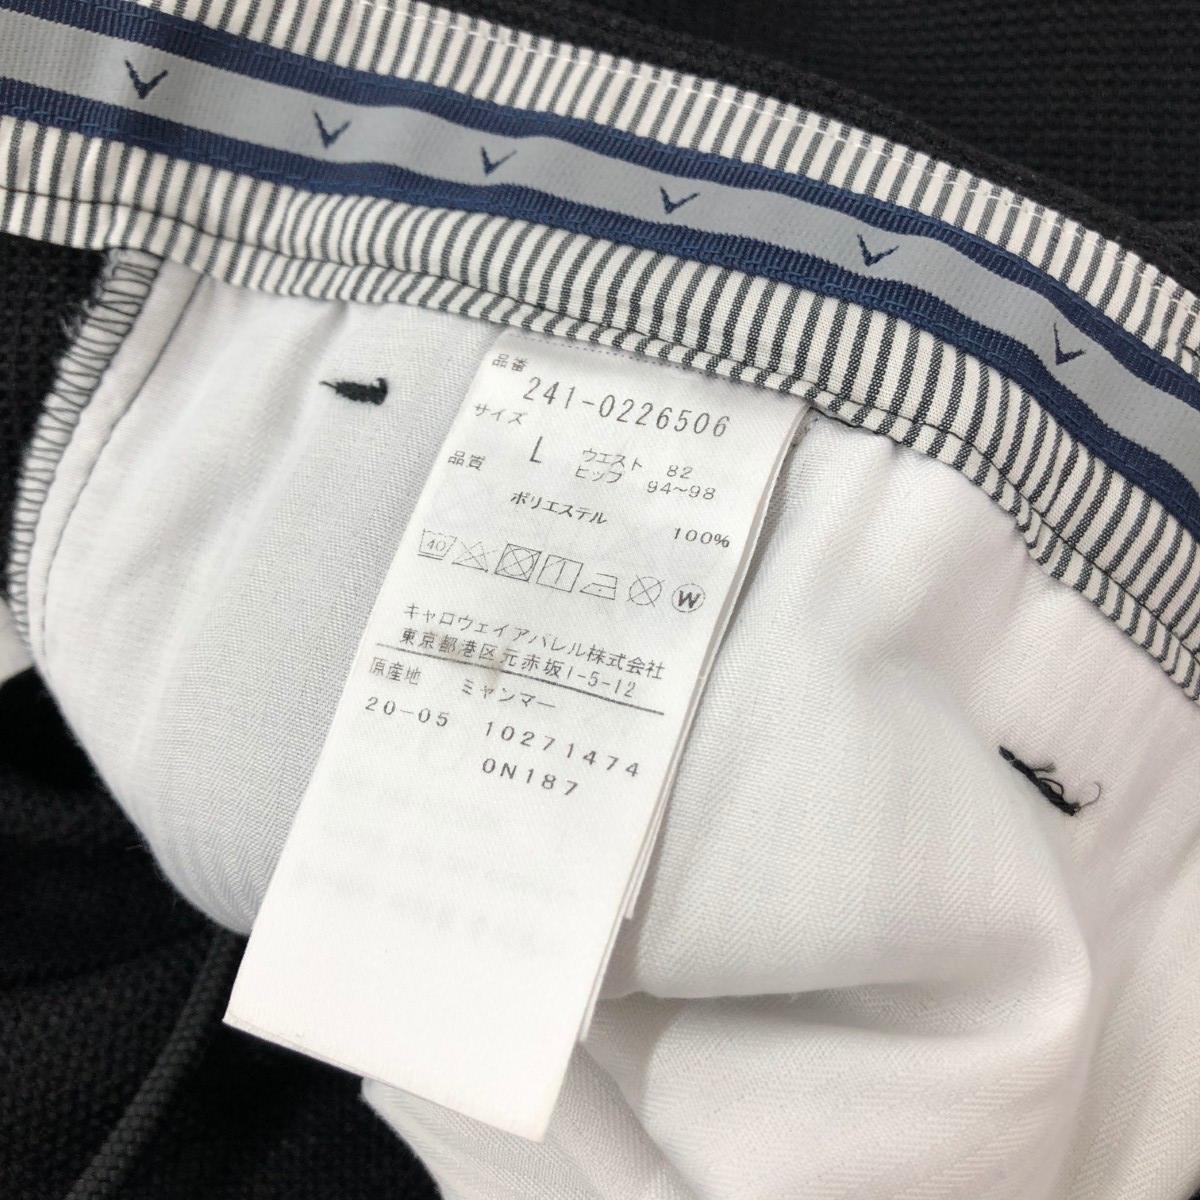 品番
241-0226506
サイズ
L ウエスト 82
ヒップ 94~98
品質
ポリエステル 100%
40 W
キャロウェイアパレル株式会社
東京都港区元赤坂1-5-12
原産地 ミャンマー
20-05 10271474
0N187